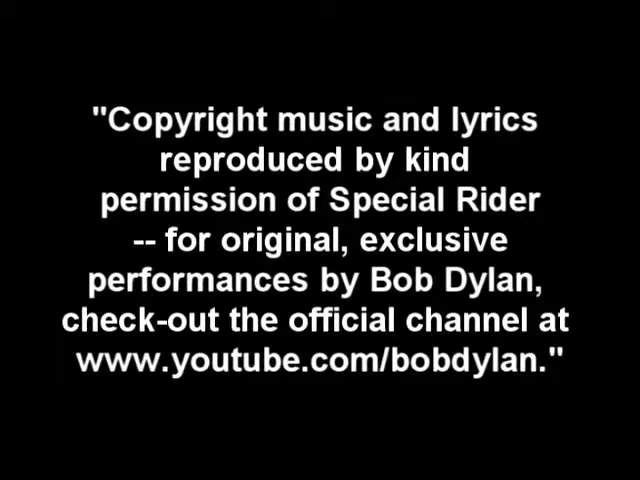 "Copyright music and lyrics
reproduced by kind
permission of Special Rider
-- for original, exclusive
performances by Bob Dylan,
check-out the official channel at
www.youtube.com/bobdylan."